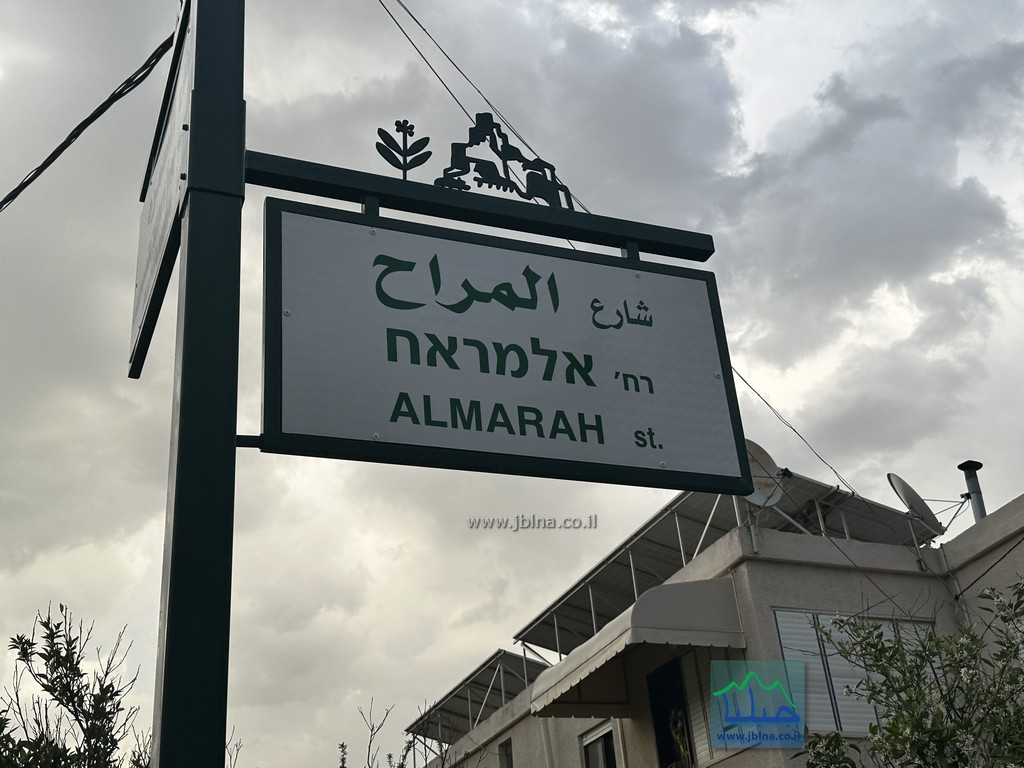 شارع المراح
רח' אלמראח
ALMARAH st.
www.jblna.co.il
جبلنا
www.jblna.co.il